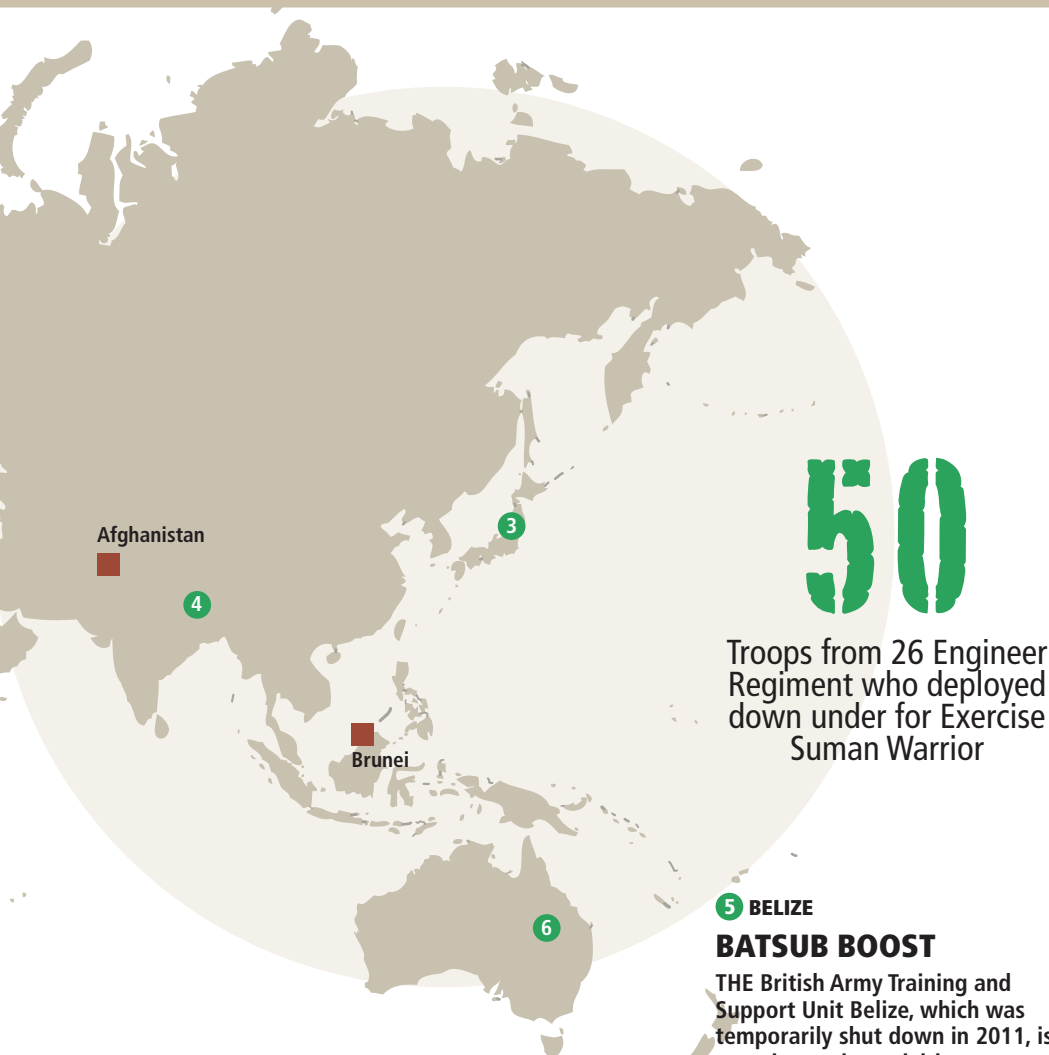 Afghanistan
3
4
Brunei
6
50
Troops from 26 Engineer
Regiment who deployed
down under for Exercise
Suman Warrior
5 BELIZE
BATSUB BOOST
THE British Army Training and
Support Unit Belize, which was
temporarily shut down in 2011, is